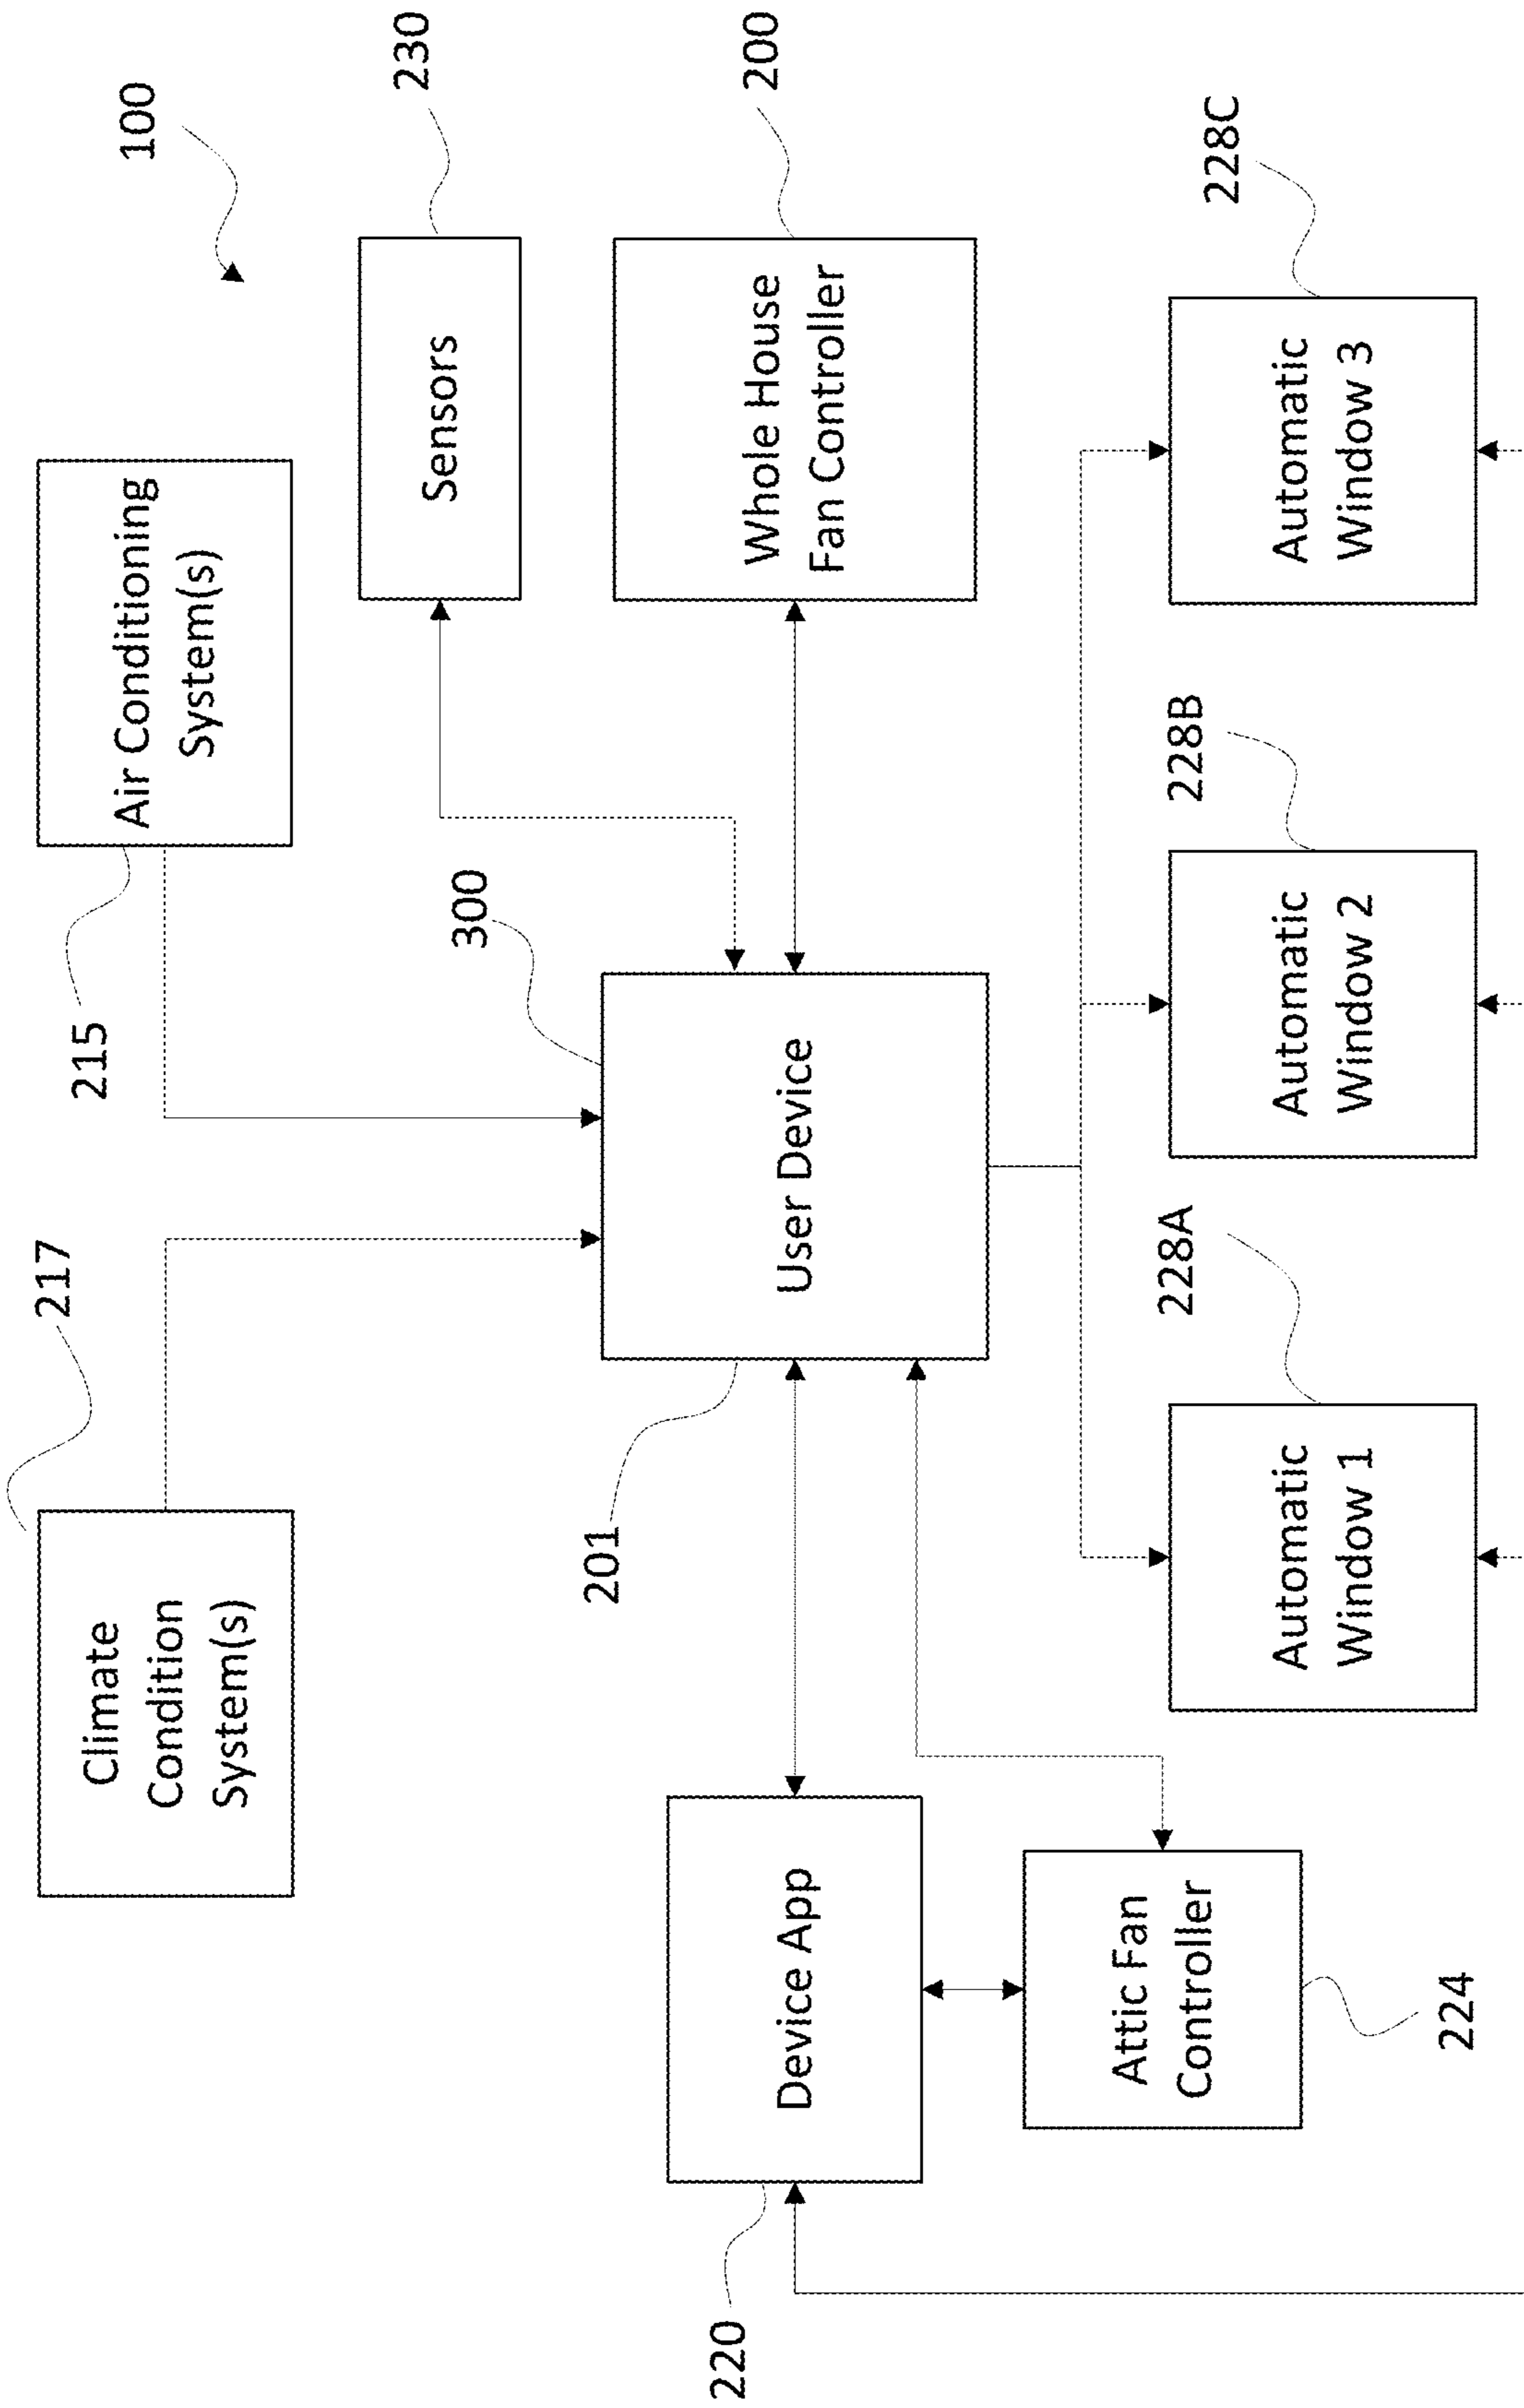 217
Climate
Condition
System(s)
215
Air Conditioning
System(s)
100
230
Sensors
300
201
220
Device App
User Device
Whole House
Fan Controller
200
Attic Fan
Controller
224
228A
228B
228C
Automatic
Window 1
Automatic
Window 2
Automatic
Window 3